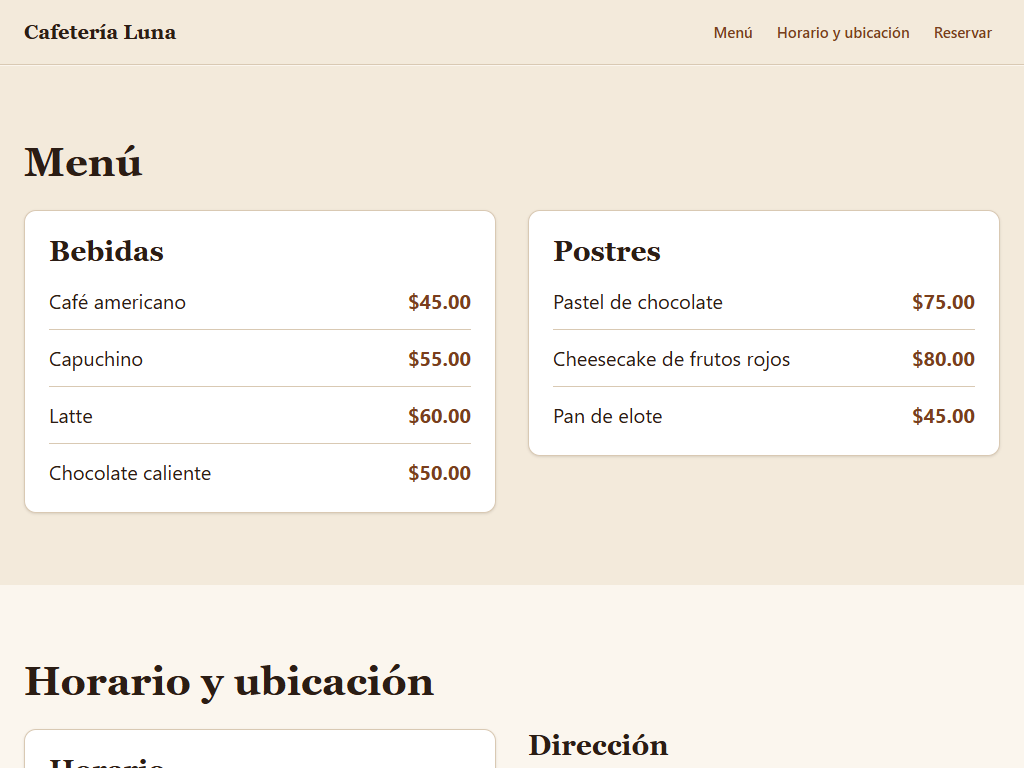 Cafetería Luna
Menú
Horario y ubicación
Reservar
Menú
Bebidas
Café americano $45.00
Capuchino $55.00
Latte $60.00
Chocolate caliente $50.00
Postres
Pastel de chocolate $75.00
Cheesecake de frutos rojos $80.00
Pan de elote $45.00
Horario y ubicación
Horario
Dirección